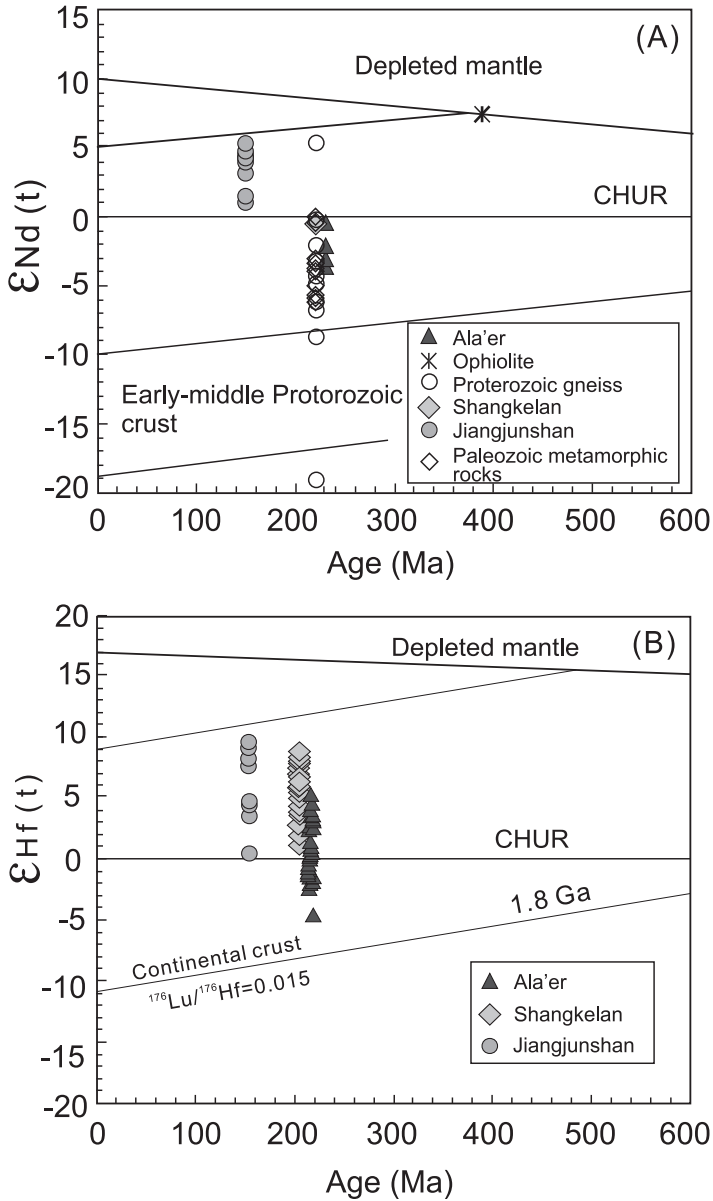 (A)
Depleted mantle
CHUR
Early-middle Protorozoic
crust
Ala'er
Ophiolite
Proterozoic gneiss
Shangkelan
Jiangjunshan
Paleozoic metamorphic
rocks
15
10
5
0
-5
-10
-15
-20
εNd (t)
0 100 200 300 400 500 600
Age (Ma)
(B)
Depleted mantle
CHUR
1.8 Ga
Continental crust
¹⁷⁶Lu/¹⁷⁶Hf=0.015
Ala'er
Shangkelan
Jiangjunshan
20
15
10
5
0
-5
-10
-15
-20
εHf (t)
0 100 200 300 400 500 600
Age (Ma)